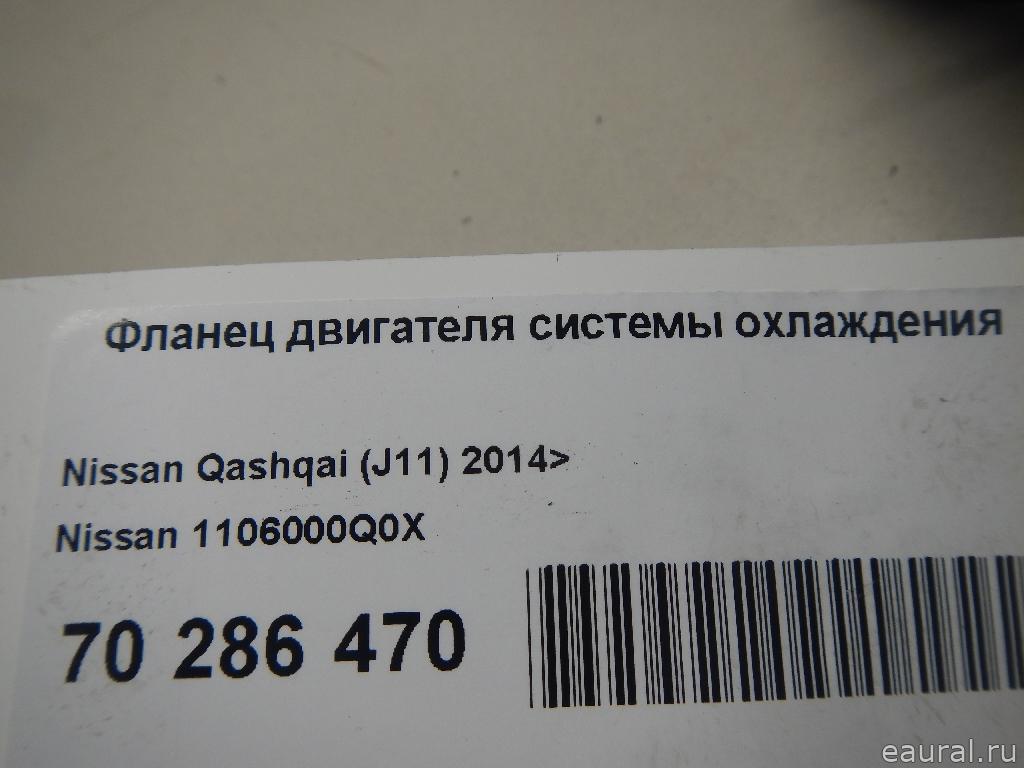 Фланец двигателя системы охлаждения
Nissan Qashqai (J11) 2014>
Nissan 1106000Q0X
70 286 470
eaural.ru